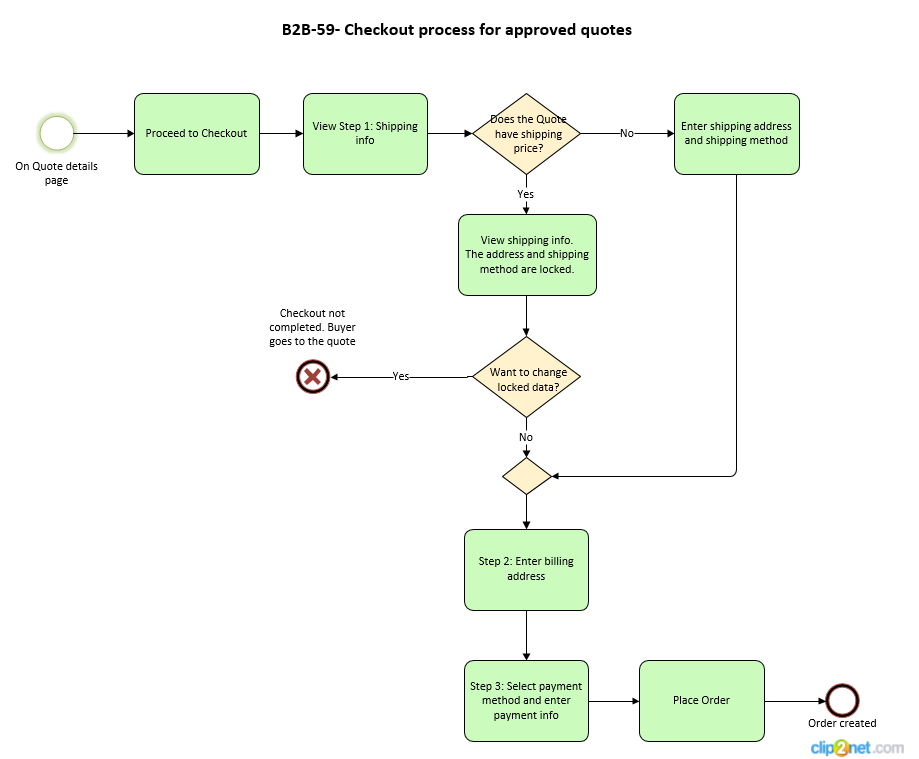 B2B-59- Checkout process for approved quotes
On Quote details
page
Proceed to Checkout
View Step 1: Shipping
info
Does the Quote
have shipping
price?
No
Enter shipping address
and shipping method
Yes
View shipping info.
The address and shipping
method are locked.
Checkout not
completed. Buyer
goes to the quote
Yes
Want to change
locked data?
No
Step 2: Enter billing
address
Step 3: Select payment
method and enter
payment info
Place Order
Order created
clip2net.com